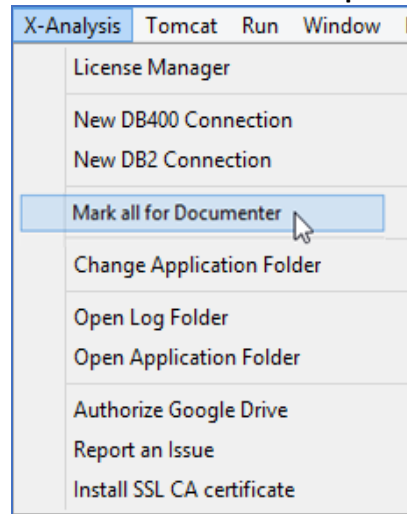 X-Analysis Tomcat Run Window
License Manager
New DB400 Connection
New DB2 Connection
Mark all for Documenter
Change Application Folder
Open Log Folder
Open Application Folder
Authorize Google Drive
Report an Issue
Install SSL CA certificate